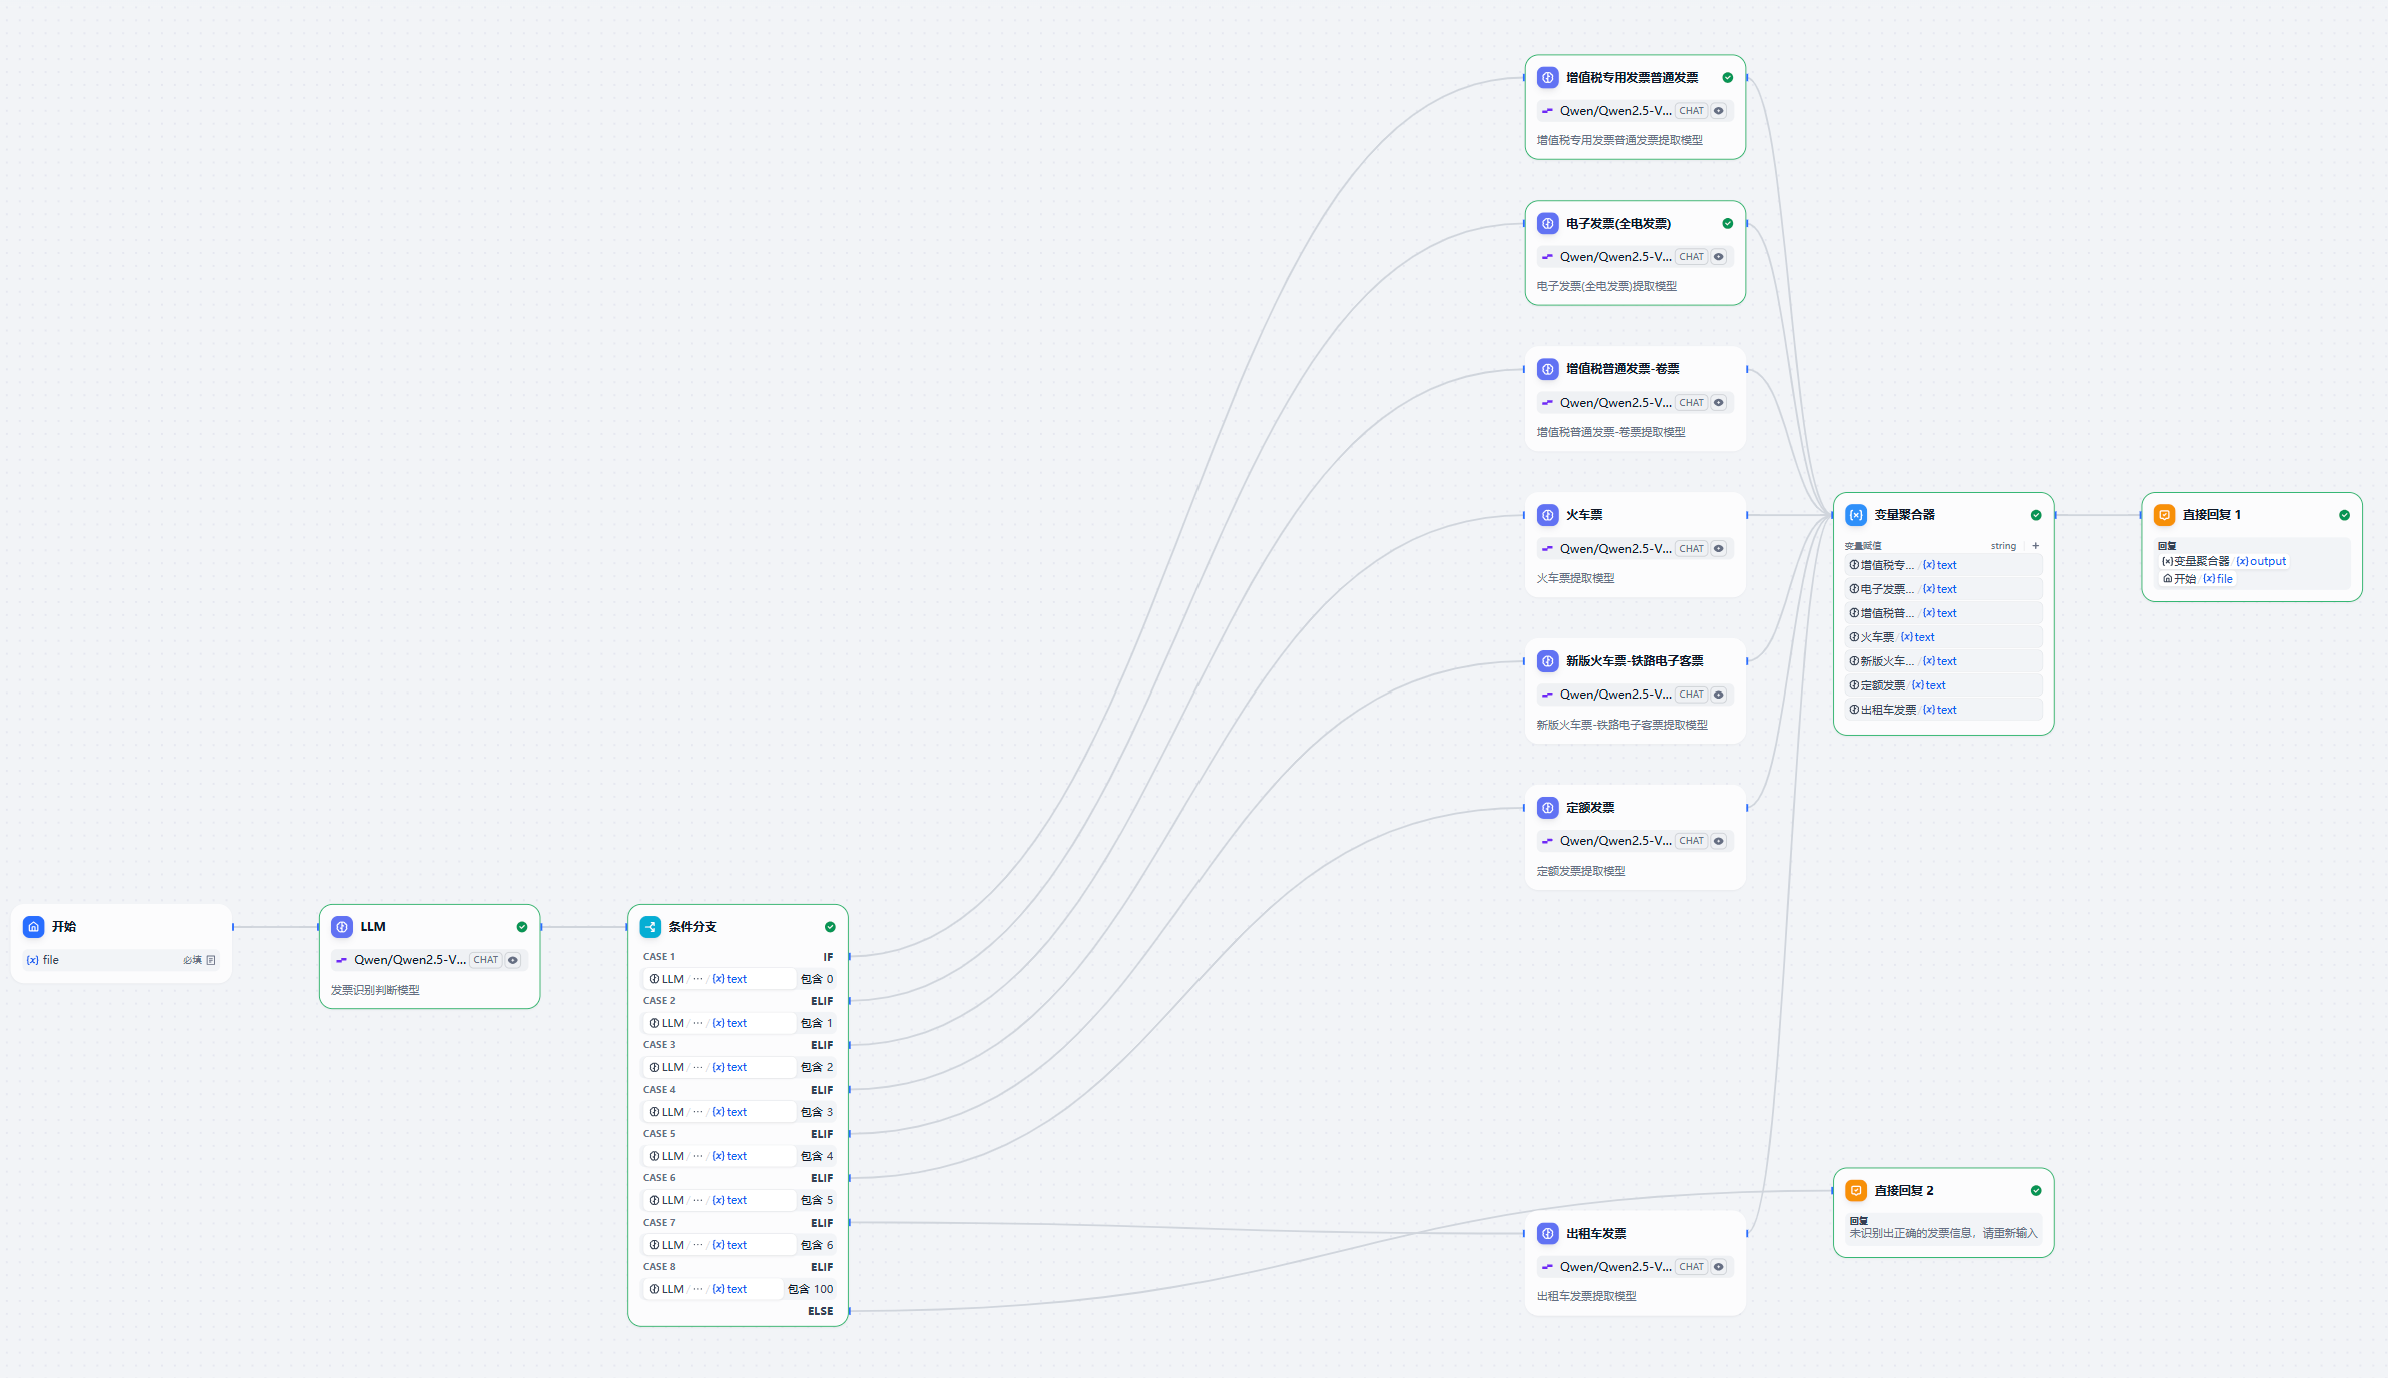 开始
{x} file 必填
LLM
Qwen/Qwen2.5-V... CHAT
发票识别判断模型
条件分支
CASE 1 IF
LLM / ··· / {x} text 包含 0
CASE 2 ELIF
LLM / ··· / {x} text 包含 1
CASE 3 ELIF
LLM / ··· / {x} text 包含 2
CASE 4 ELIF
LLM / ··· / {x} text 包含 3
CASE 5 ELIF
LLM / ··· / {x} text 包含 4
CASE 6 ELIF
LLM / ··· / {x} text 包含 5
CASE 7 ELIF
LLM / ··· / {x} text 包含 6
CASE 8 ELIF
LLM / ··· / {x} text 包含 100
ELSE
增值税专用发票普通发票
Qwen/Qwen2.5-V... CHAT
增值税专用发票普通发票提取模型
电子发票(全电发票)
Qwen/Qwen2.5-V... CHAT
电子发票(全电发票)提取模型
增值税普通发票-卷票
Qwen/Qwen2.5-V... CHAT
增值税普通发票-卷票提取模型
火车票
Qwen/Qwen2.5-V... CHAT
火车票提取模型
新版火车票-铁路电子客票
Qwen/Qwen2.5-V... CHAT
新版火车票-铁路电子客票提取模型
定额发票
Qwen/Qwen2.5-V... CHAT
定额发票提取模型
出租车发票
Qwen/Qwen2.5-V... CHAT
出租车发票提取模型
{x} 变量聚合器
变量赋值 string +
增值税专... / {x} text
电子发票... / {x} text
增值税普... / {x} text
火车票 / {x} text
新版火车... / {x} text
定额发票 / {x} text
出租车发票 / {x} text
直接回复 1
回复
{x} 变量聚合器 / {x} output
开始 / {x} file
直接回复 2
回复
未识别出正确的发票信息，请重新输入